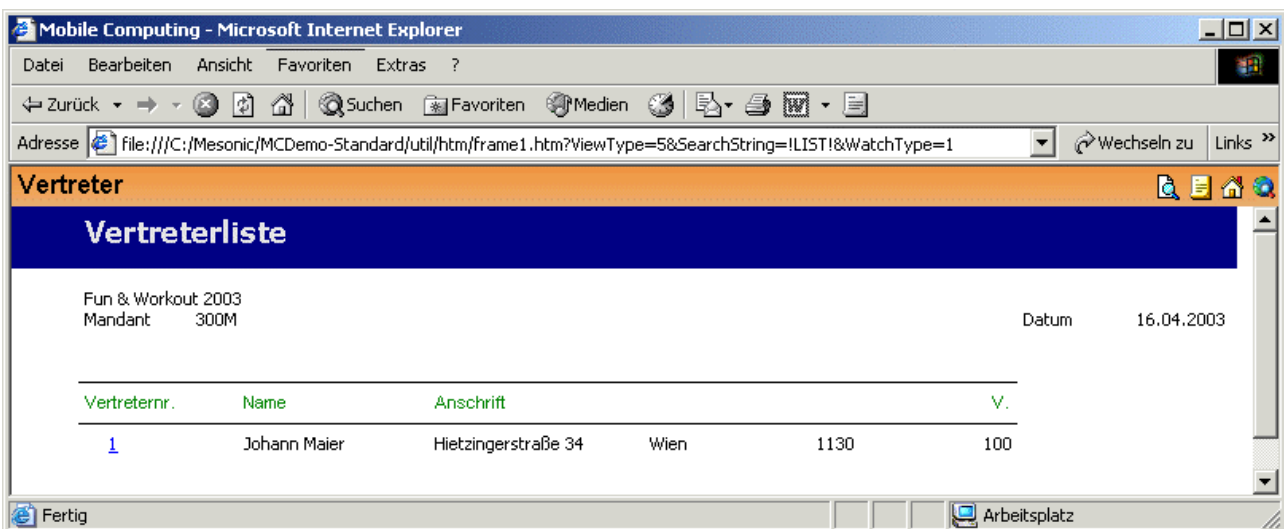 Mobile Computing - Microsoft Internet Explorer
Datei Bearbeiten Ansicht Favoriten Extras ?
Zurück Suchen Favoriten Medien
Adresse file:///C:/Mesonic/MCDemo-Standard/util/htm/frame1.htm?ViewType=5&SearchString=!LIST!&WatchType=1 Wechseln zu Links »
Vertreter
Vertreterliste
Fun & Workout 2003
Mandant 300M Datum 16.04.2003
Vertreternr. Name Anschrift V.
1 Johann Maier Hietzingerstraße 34 Wien 1130 100
Fertig Arbeitsplatz